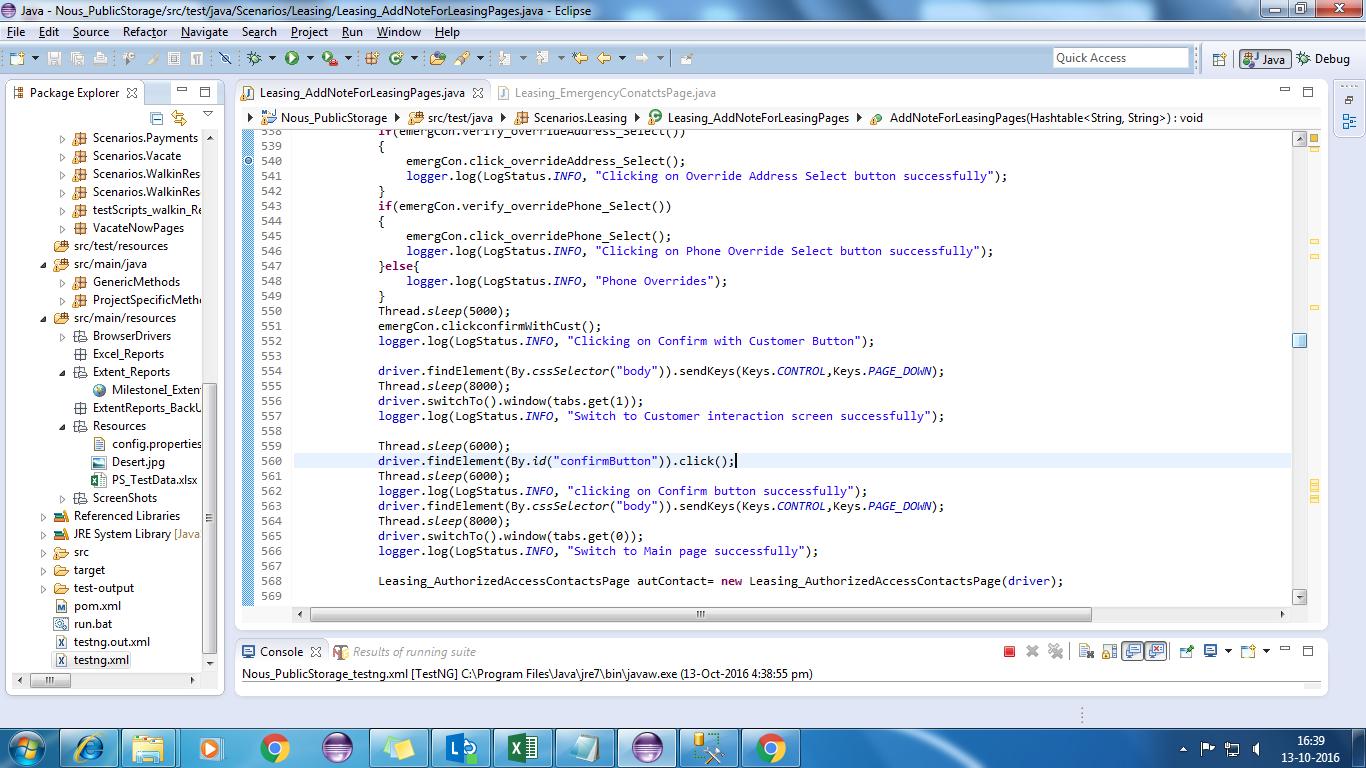 Java - Nous_PublicStorage/src/test/java/Scenarios/Leasing/Leasing_AddNoteForLeasingPages.java - Eclipse
File Edit Source Refactor Navigate Search Project Run Window Help
Quick Access Java Debug
Package Explorer
Scenarios.Payments
Scenarios.Vacate
Scenarios.WalkinRes
Scenarios.WalkinRes
testScripts_walkin_Re
VacateNowPages
src/test/resources
src/main/java
GenericMethods
ProjectSpecificMetho
src/main/resources
BrowserDrivers
Excel_Reports
Extent_Reports
MilestoneI_Exten
ExtentReports_BackU
Resources
config.properties
Desert.jpg
PS_TestData.xlsx
ScreenShots
Referenced Libraries
JRE System Library [Java
src
target
test-output
pom.xml
run.bat
testng.out.xml
testng.xml
Leasing_AddNoteForLeasingPages.java Leasing_EmergencyConatctsPage.java
Nous_PublicStorage src/test/java Scenarios.Leasing Leasing_AddNoteForLeasingPages AddNoteForLeasingPages(Hashtable<String, String>) : void
538 if(emergCon.verify_overrideAddress_Select())
539 {
540 emergCon.click_overrideAddress_Select();
541 logger.log(LogStatus.INFO, "Clicking on Override Address Select button successfully");
542 }
543 if(emergCon.verify_overridePhone_Select())
544 {
545 emergCon.click_overridePhone_Select();
546 logger.log(LogStatus.INFO, "Clicking on Phone Override Select button successfully");
547 }else{
548 logger.log(LogStatus.INFO, "Phone Overrides");
549 }
550 Thread.sleep(5000);
551 emergCon.clickconfirmWithCust();
552 logger.log(LogStatus.INFO, "Clicking on Confirm with Customer Button");
553
554 driver.findElement(By.cssSelector("body")).sendKeys(Keys.CONTROL,Keys.PAGE_DOWN);
555 Thread.sleep(8000);
556 driver.switchTo().window(tabs.get(1));
557 logger.log(LogStatus.INFO, "Switch to Customer interaction screen successfully");
558
559 Thread.sleep(6000);
560 driver.findElement(By.id("confirmButton")).click();
561 Thread.sleep(6000);
562 logger.log(LogStatus.INFO, "clicking on Confirm button successfully");
563 driver.findElement(By.cssSelector("body")).sendKeys(Keys.CONTROL,Keys.PAGE_DOWN);
564 Thread.sleep(8000);
565 driver.switchTo().window(tabs.get(0));
566 logger.log(LogStatus.INFO, "Switch to Main page successfully");
567
568 Leasing_AuthorizedAccessContactsPage autContact= new Leasing_AuthorizedAccessContactsPage(driver);
569
Console Results of running suite
Nous_PublicStorage_testng.xml [TestNG] C:\Program Files\Java\jre7\bin\javaw.exe (13-Oct-2016 4:38:55 pm)
16:39
13-10-2016